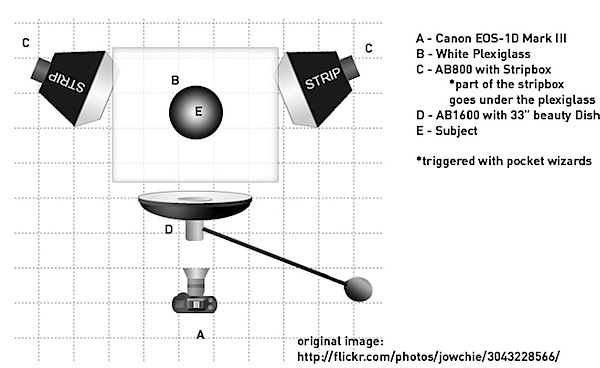 C
C
STRIP
STRIP
B
E
D
A
A - Canon EOS-1D Mark III
B - White Plexiglass
C - AB800 with Stripbox
*part of the stripbox
goes under the plexiglass
D - AB1600 with 33" beauty Dish
E - Subject
*triggered with pocket wizards
original image:
http://flickr.com/photos/jowchie/3043228566/